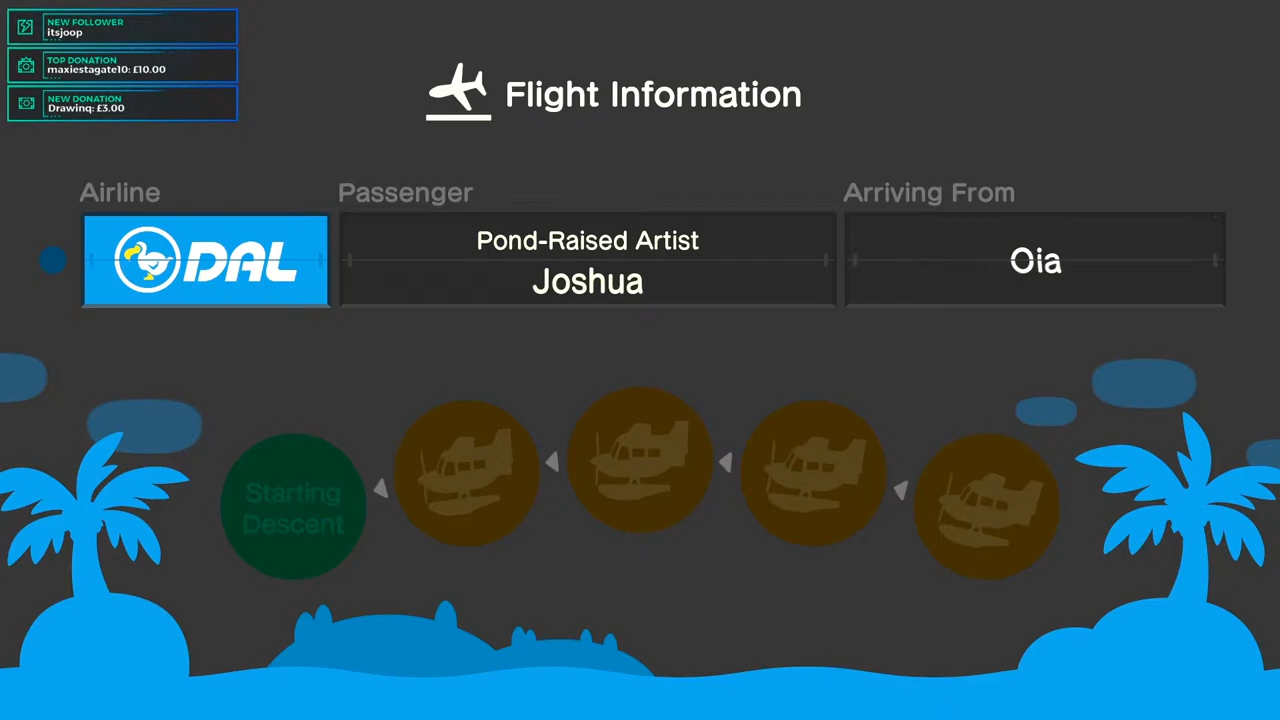 NEW FOLLOWER
itsjoop
TOP DONATION
maxiestagate10: £10.00
NEW DONATION
Drawing: £3.00
Flight Information
Airline
Passenger
Arriving From
DAL
Pond-Raised Artist
Joshua
Oia
Starting
Descent